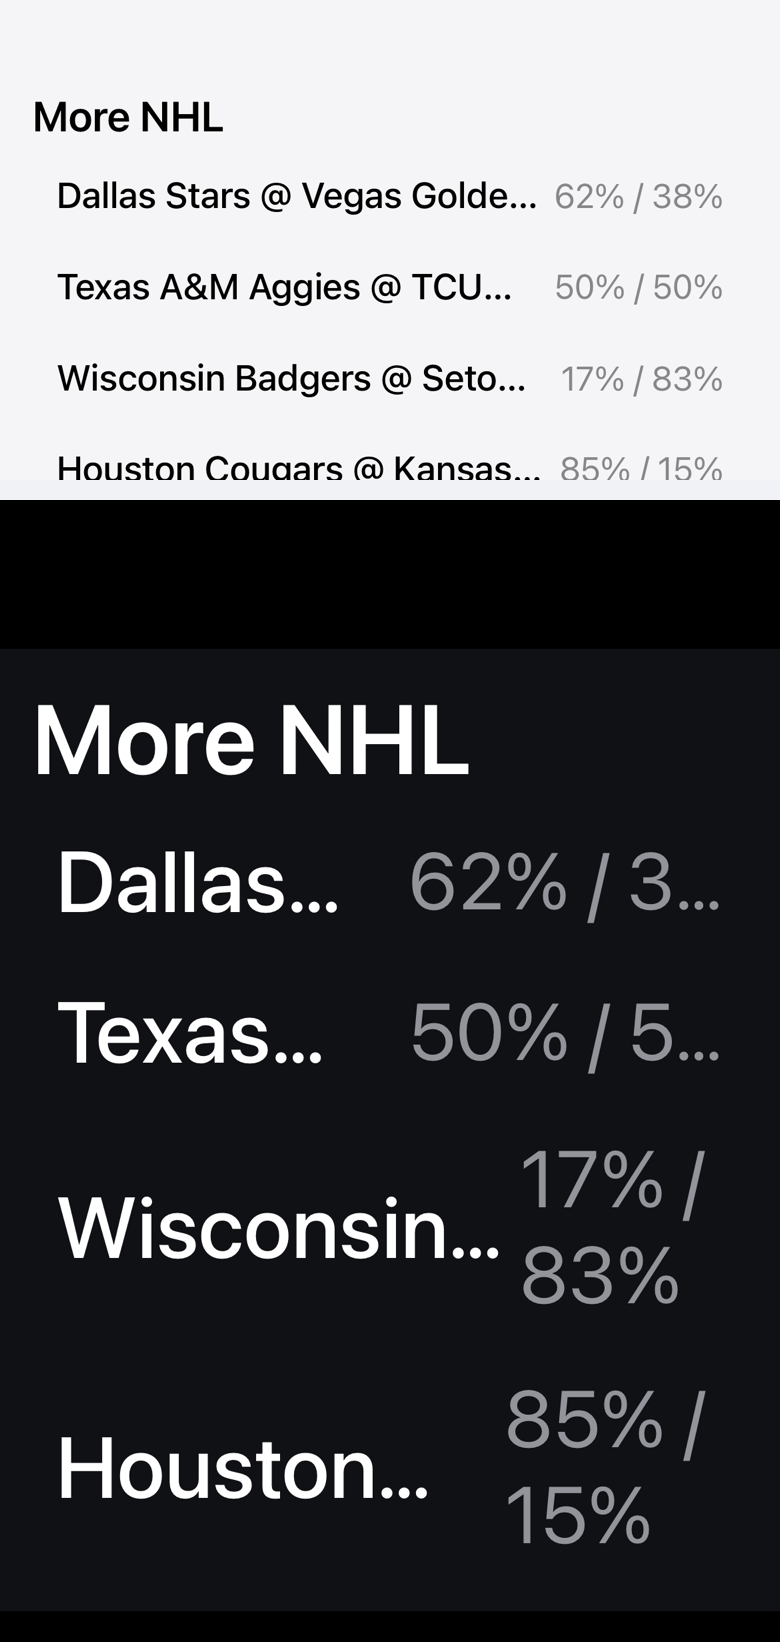 More NHL
Dallas Stars @ Vegas Golde... 62% / 38%
Texas A&M Aggies @ TCU... 50% / 50%
Wisconsin Badgers @ Seto... 17% / 83%
Houston Cougars @ Kansas... 85% / 15%
More NHL
Dallas... 62% / 3...
Texas... 50% / 5...
Wisconsin... 17% /
83%
Houston... 85% /
15%